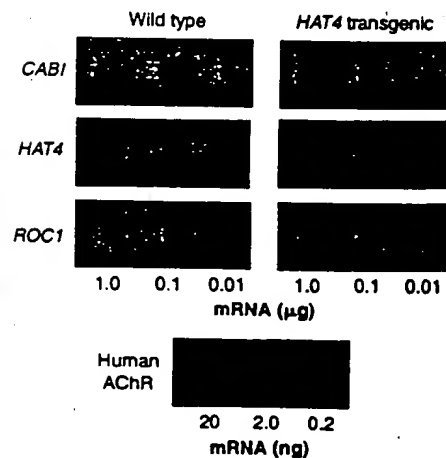 Wild type HAT4 transgenic
CAB1
HAT4
ROC1
1.0 0.1 0.01 1.0 0.1 0.01
mRNA (μg)
Human
AChR
20 2.0 0.2
mRNA (ng)